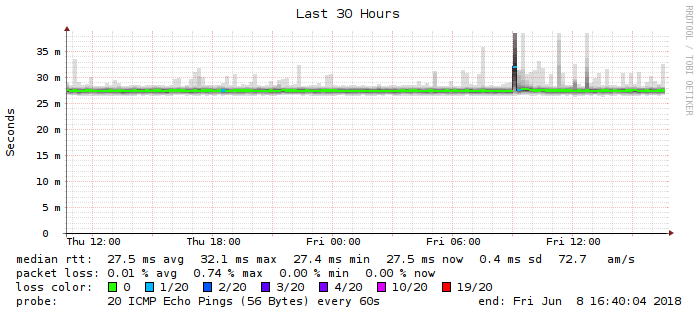 Last 30 Hours
RRDTOOL / TOBI OETIKER
Seconds
35 m
30 m
25 m
20 m
15 m
10 m
5 m
0
Thu 12:00 Thu 18:00 Fri 00:00 Fri 06:00 Fri 12:00
median rtt: 27.5 ms avg 32.1 ms max 27.4 ms min 27.5 ms now 0.4 ms sd 72.7 am/s
packet loss: 0.01 % avg 0.74 % max 0.00 % min 0.00 % now
loss color: 0 1/20 2/20 3/20 4/20 10/20 19/20
probe: 20 ICMP Echo Pings (56 Bytes) every 60s end: Fri Jun 8 16:40:04 2018